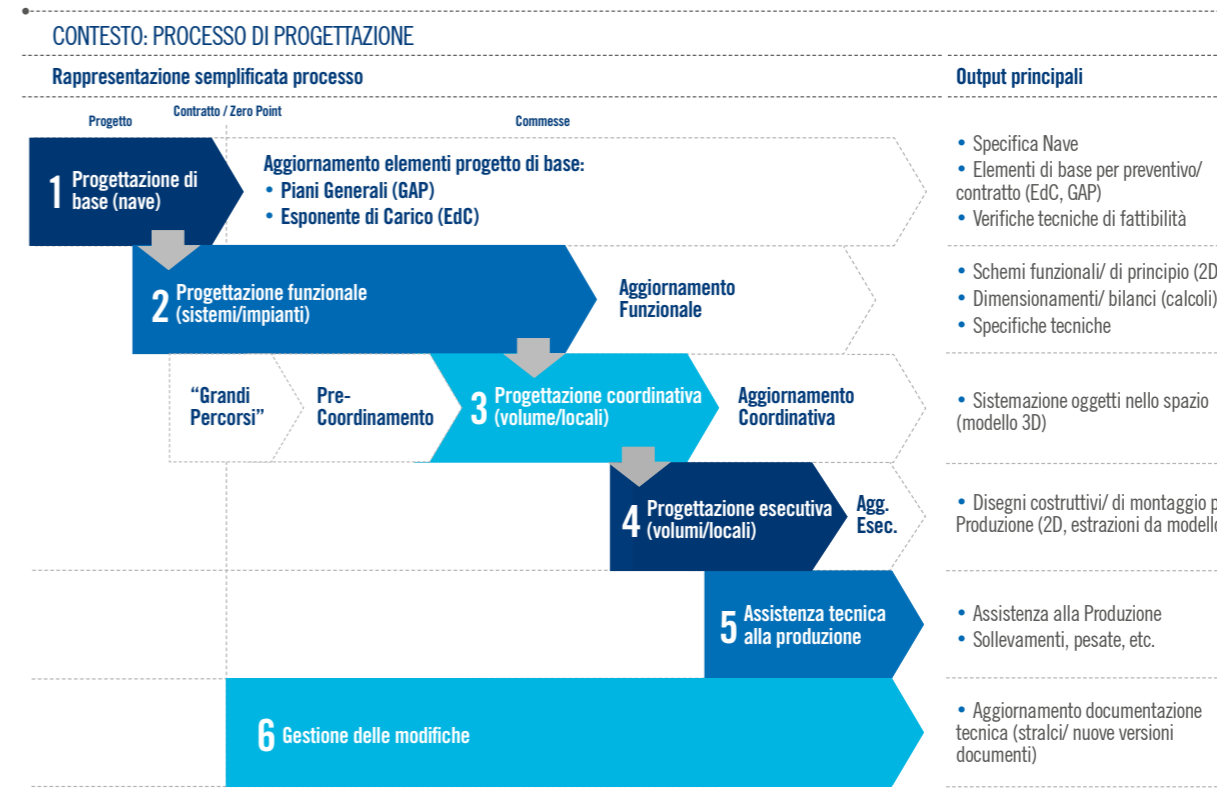 CONTESTO: PROCESSO DI PROGETTAZIONE
Rappresentazione semplificata processo
Output principali
Progetto
Contratto / Zero Point
Commesse
1 Progettazione di
base (nave)
Aggiornamento elementi progetto di base:
• Piani Generali (GAP)
• Esponente di Carico (EdC)
• Specifica Nave
• Elementi di base per preventivo/
contratto (EdC, GAP)
• Verifiche tecniche di fattibilità
2 Progettazione funzionale
(sistemi/impianti)
Aggiornamento
Funzionale
• Schemi funzionali/ di principio (2D
• Dimensionamenti/ bilanci (calcoli)
• Specifiche tecniche
“Grandi
Percorsi”
Pre-
Coordinamento
3 Progettazione coordinativa
(volume/locali)
Aggiornamento
Coordinativa
• Sistemazione oggetti nello spazio
(modello 3D)
4 Progettazione esecutiva
(volumi/locali)
Agg.
Esec.
• Disegni costruttivi/ di montaggio
Produzione (2D, estrazioni da
5 Assistenza tecnica
alla produzione
• Assistenza alla Produzione
• Sollevamenti, pesate, etc.
6 Gestione delle modifiche
• Aggiornamento documentazione
tecnica (stralci/ nuove versioni
documenti)